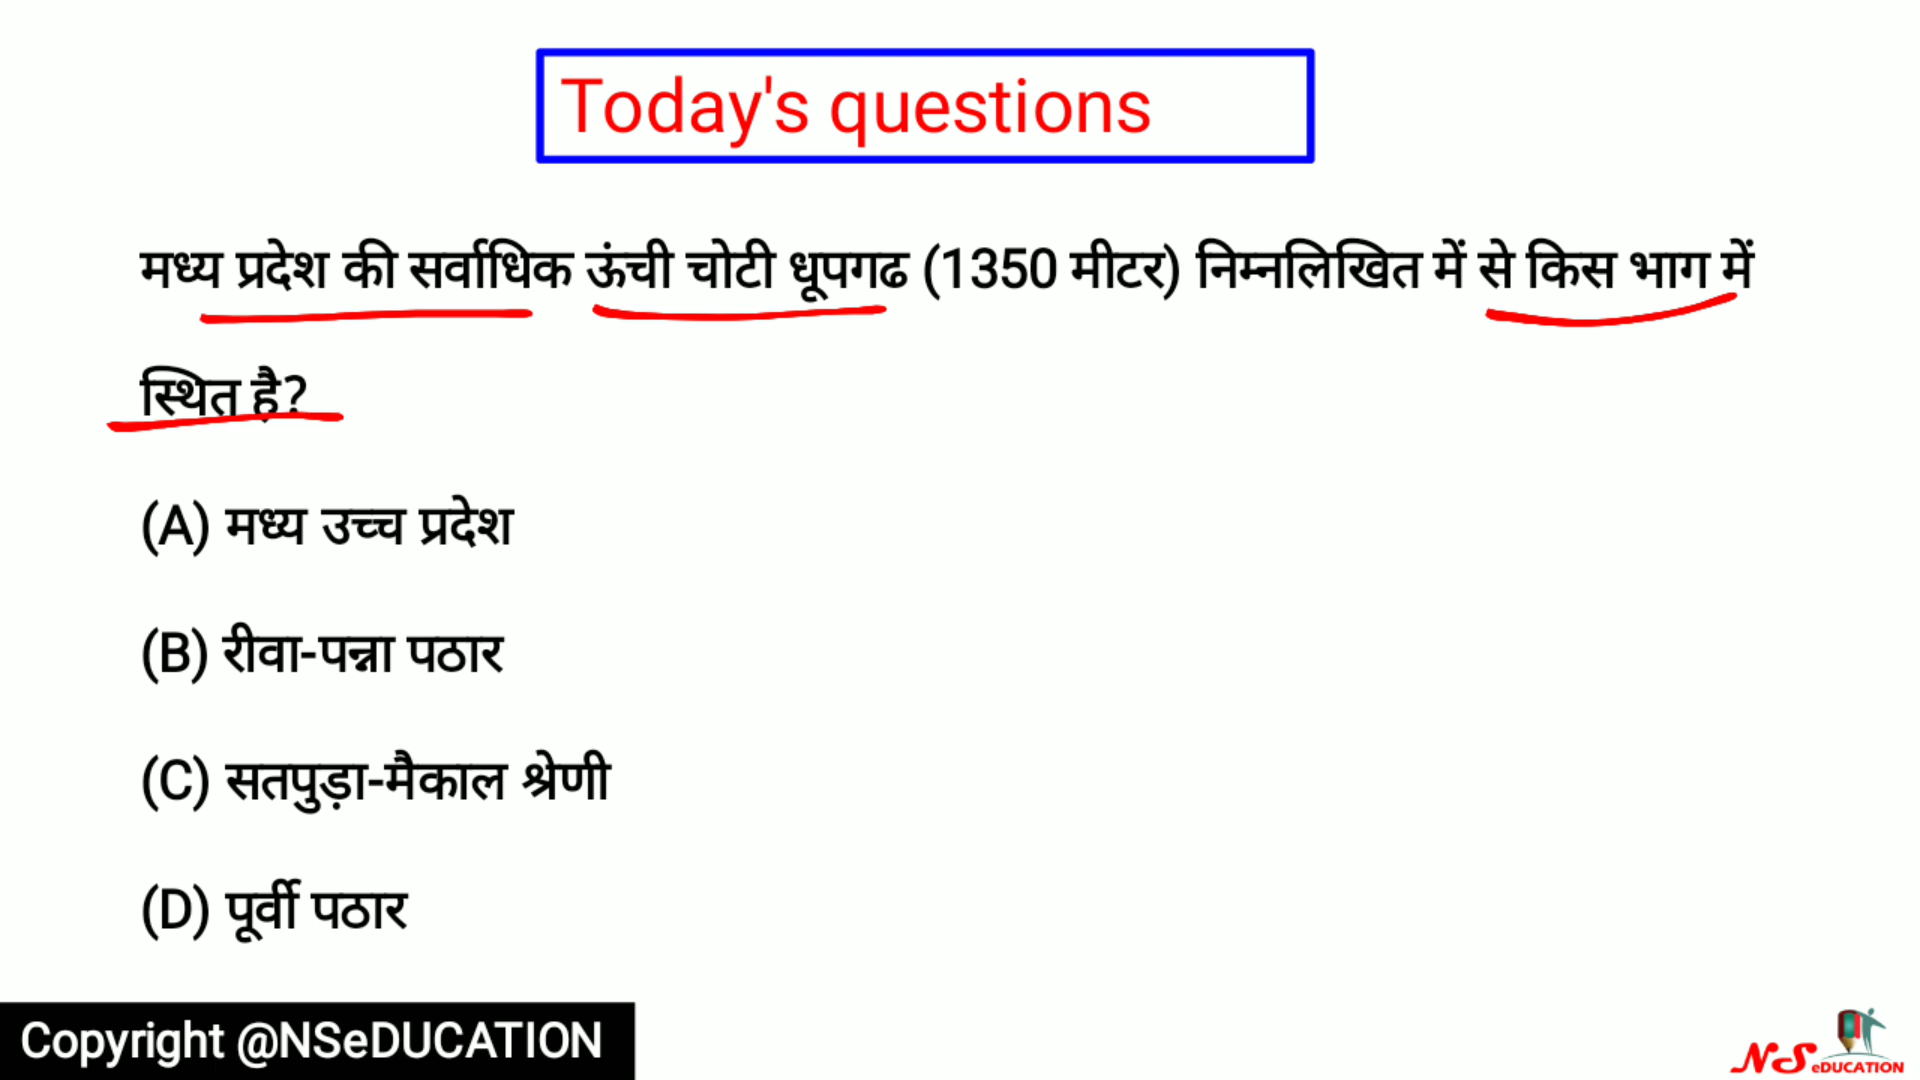 Today's questions
मध्य प्रदेश की सर्वाधिक ऊंची चोटी धूपगढ (1350 मीटर) निम्नलिखित में से किस भाग में
स्थित है?
(A) मध्य उच्च प्रदेश
(B) रीवा-पन्ना पठार
(C) सतपुड़ा-मैकाल श्रेणी
(D) पूर्वी पठार
Copyright @NSeDUCATION
NS eDUCATION